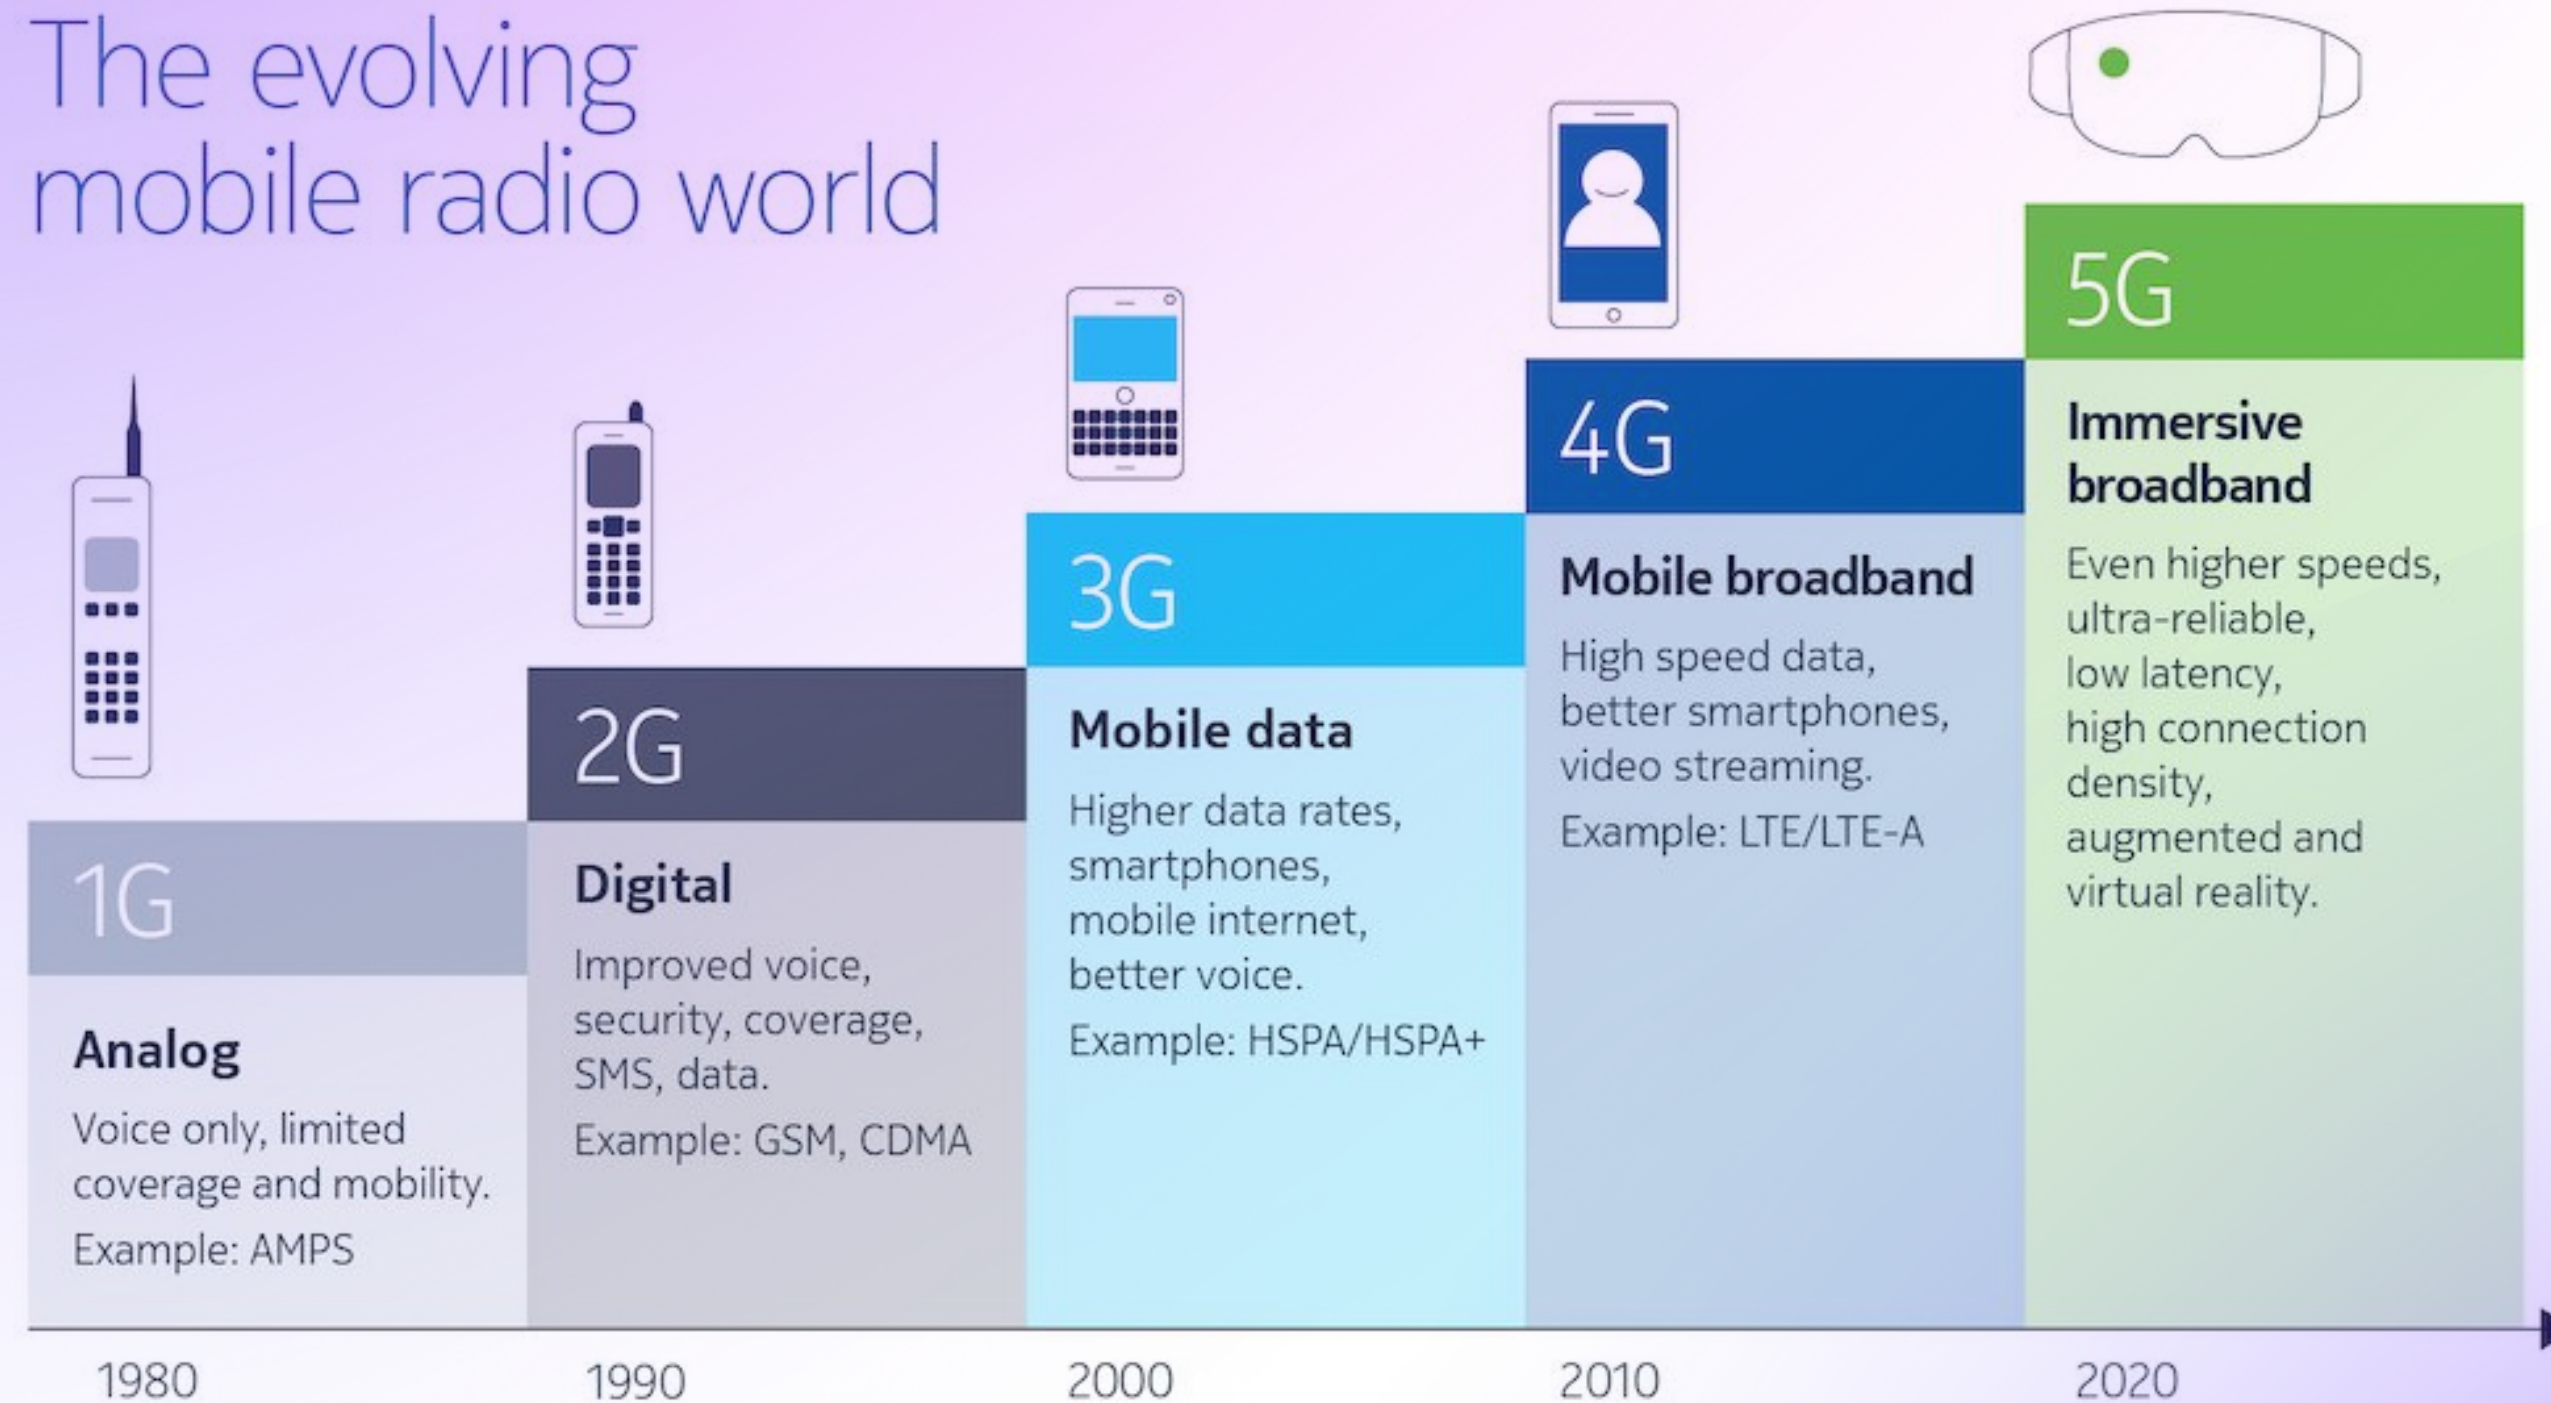 The evolving
mobile radio world
1G
Analog
Voice only, limited
coverage and mobility.
Example: AMPS
2G
Digital
Improved voice,
security, coverage,
SMS, data.
Example: GSM, CDMA
3G
Mobile data
Higher data rates,
smartphones,
mobile internet,
better voice.
Example: HSPA/HSPA+
4G
Mobile broadband
High speed data,
better smartphones,
video streaming.
Example: LTE/LTE-A
5G
Immersive
broadband
Even higher speeds,
ultra-reliable,
low latency,
high connection
density,
augmented and
virtual reality.
1980
1990
2000
2010
2020